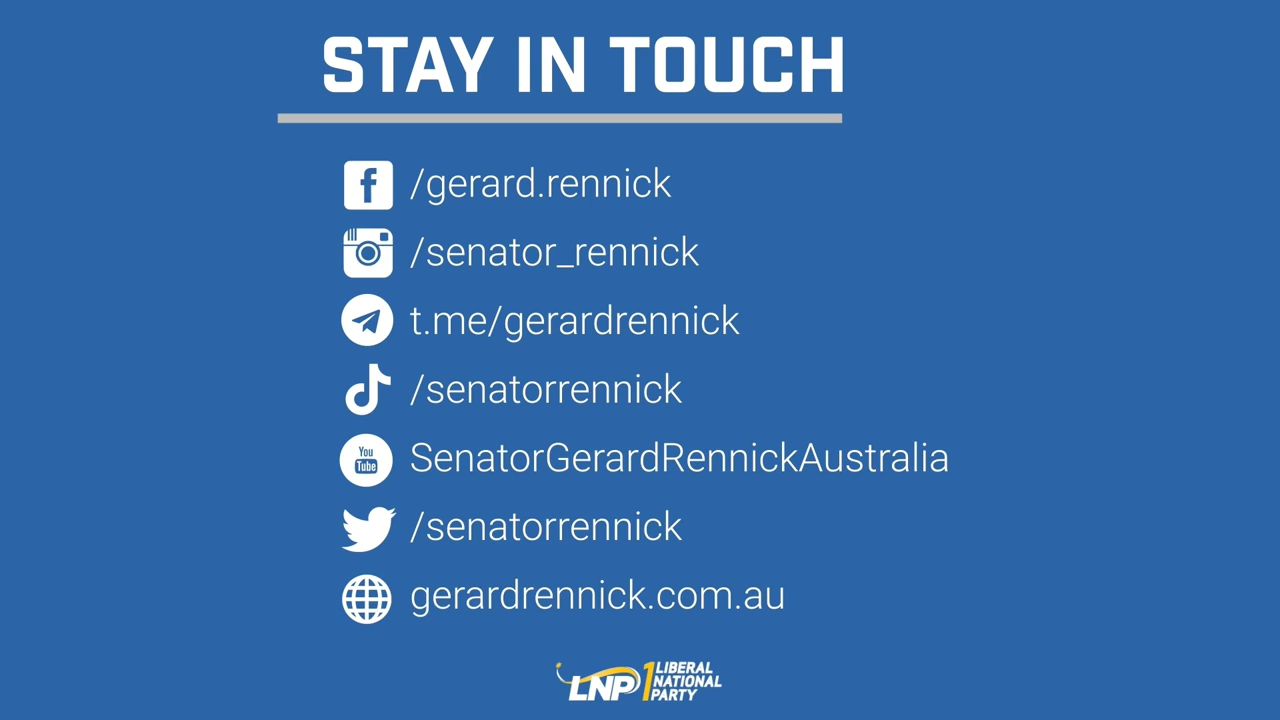 STAY IN TOUCH
f /gerard.rennick
/senator_rennick
t.me/gerardrennick
/senatorrennick
You
Tube
SenatorGerardRennickAustralia
/senatorrennick
gerardrennick.com.au
LNP 1 LIBERAL
NATIONAL
PARTY